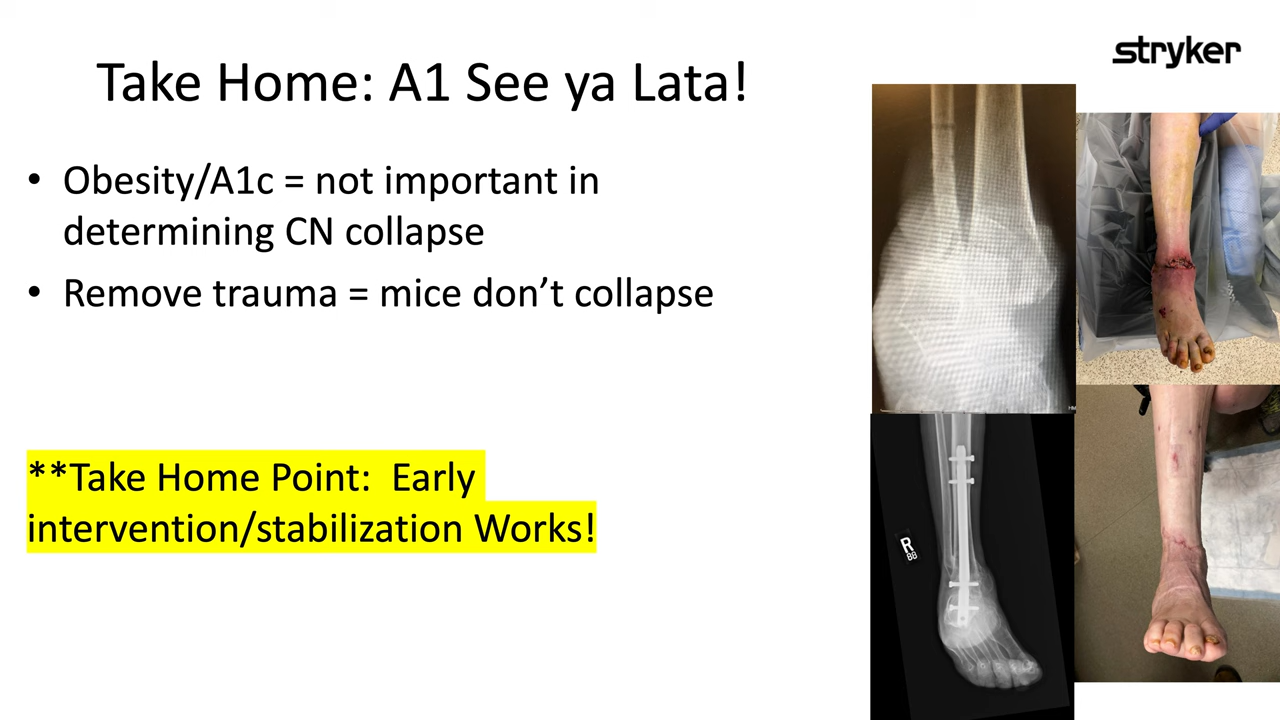 stryker
Take Home: A1 See ya Lata!
• Obesity/A1c = not important in
determining CN collapse
• Remove trauma = mice don’t collapse
**Take Home Point:  Early
intervention/stabilization Works!
R